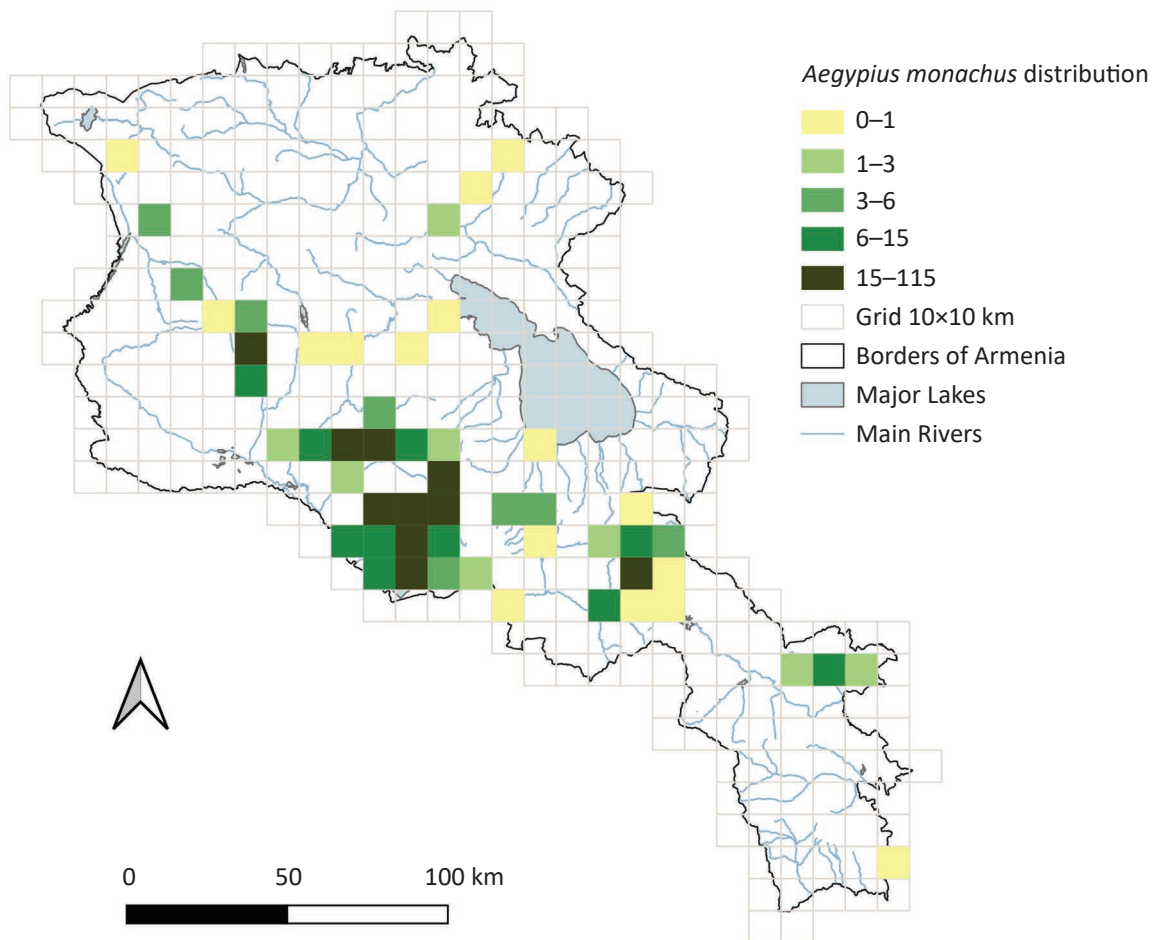 Aegypius monachus distribution
0–1
1–3
3–6
6–15
15–115
Grid 10×10 km
Borders of Armenia
Major Lakes
Main Rivers
0 50 100 km